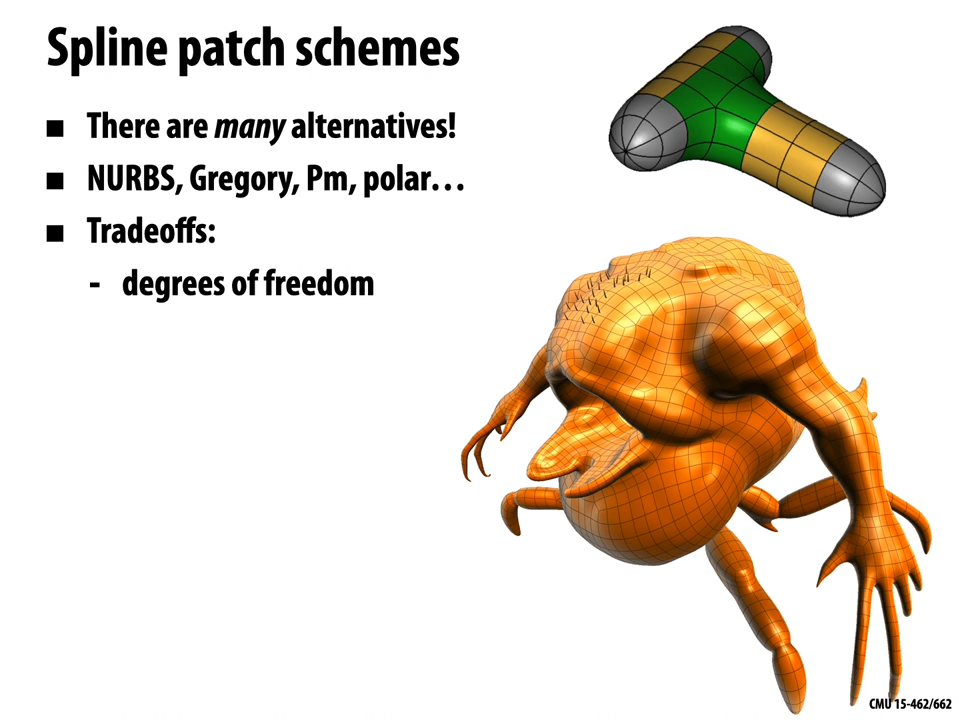 Spline patch schemes
■ There are many alternatives!
■ NURBS, Gregory, Pm, polar…
■ Tradeoffs:
- degrees of freedom
CMU 15-462/662